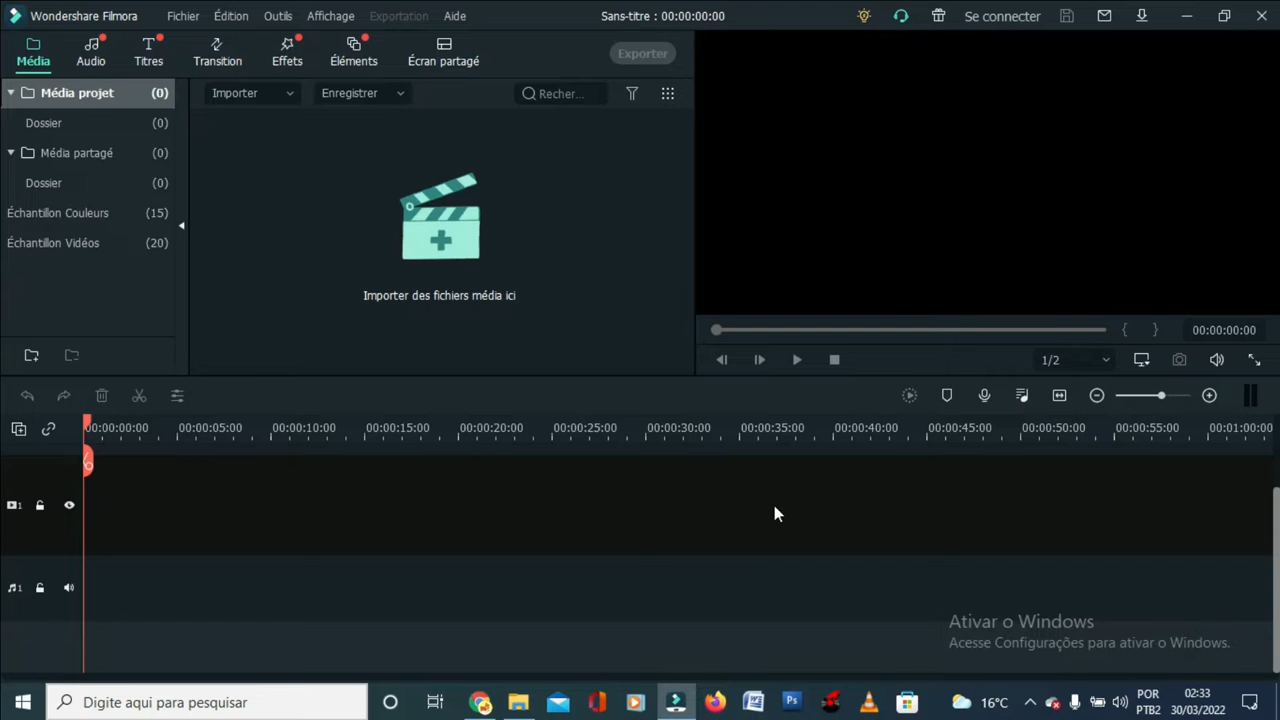 Wondershare Filmora
Fichier
Édition
Outils
Affichage
Exportation
Aide
Sans-titre : 00:00:00:00
Se connecter
Média
Audio
Titres
Transition
Effets
Éléments
Écran partagé
Exporter
Média projet (0)
Dossier (0)
Média partagé (0)
Dossier (0)
Échantillon Couleurs (15)
Échantillon Vidéos (20)
Importer
Enregistrer
Recher...
Importer des fichiers média ici
00:00:00:00
1/2
00:00:00:00
00:00:05:00
00:00:10:00
00:00:15:00
00:00:20:00
00:00:25:00
00:00:30:00
00:00:35:00
00:00:40:00
00:00:45:00
00:00:50:00
00:00:55:00
00:01:00:00
1
1
Ativar o Windows
Acesse Configurações para ativar o Windows.
Digite aqui para pesquisar
16°C
POR
PTB2
02:33
30/03/2022